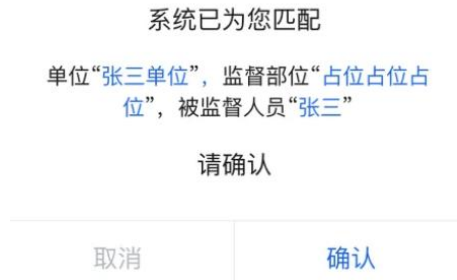 系统已为您匹配
单位“张三单位”，监督部位“占位占位占
位”，被监督人员“张三”
请确认
取消
确认